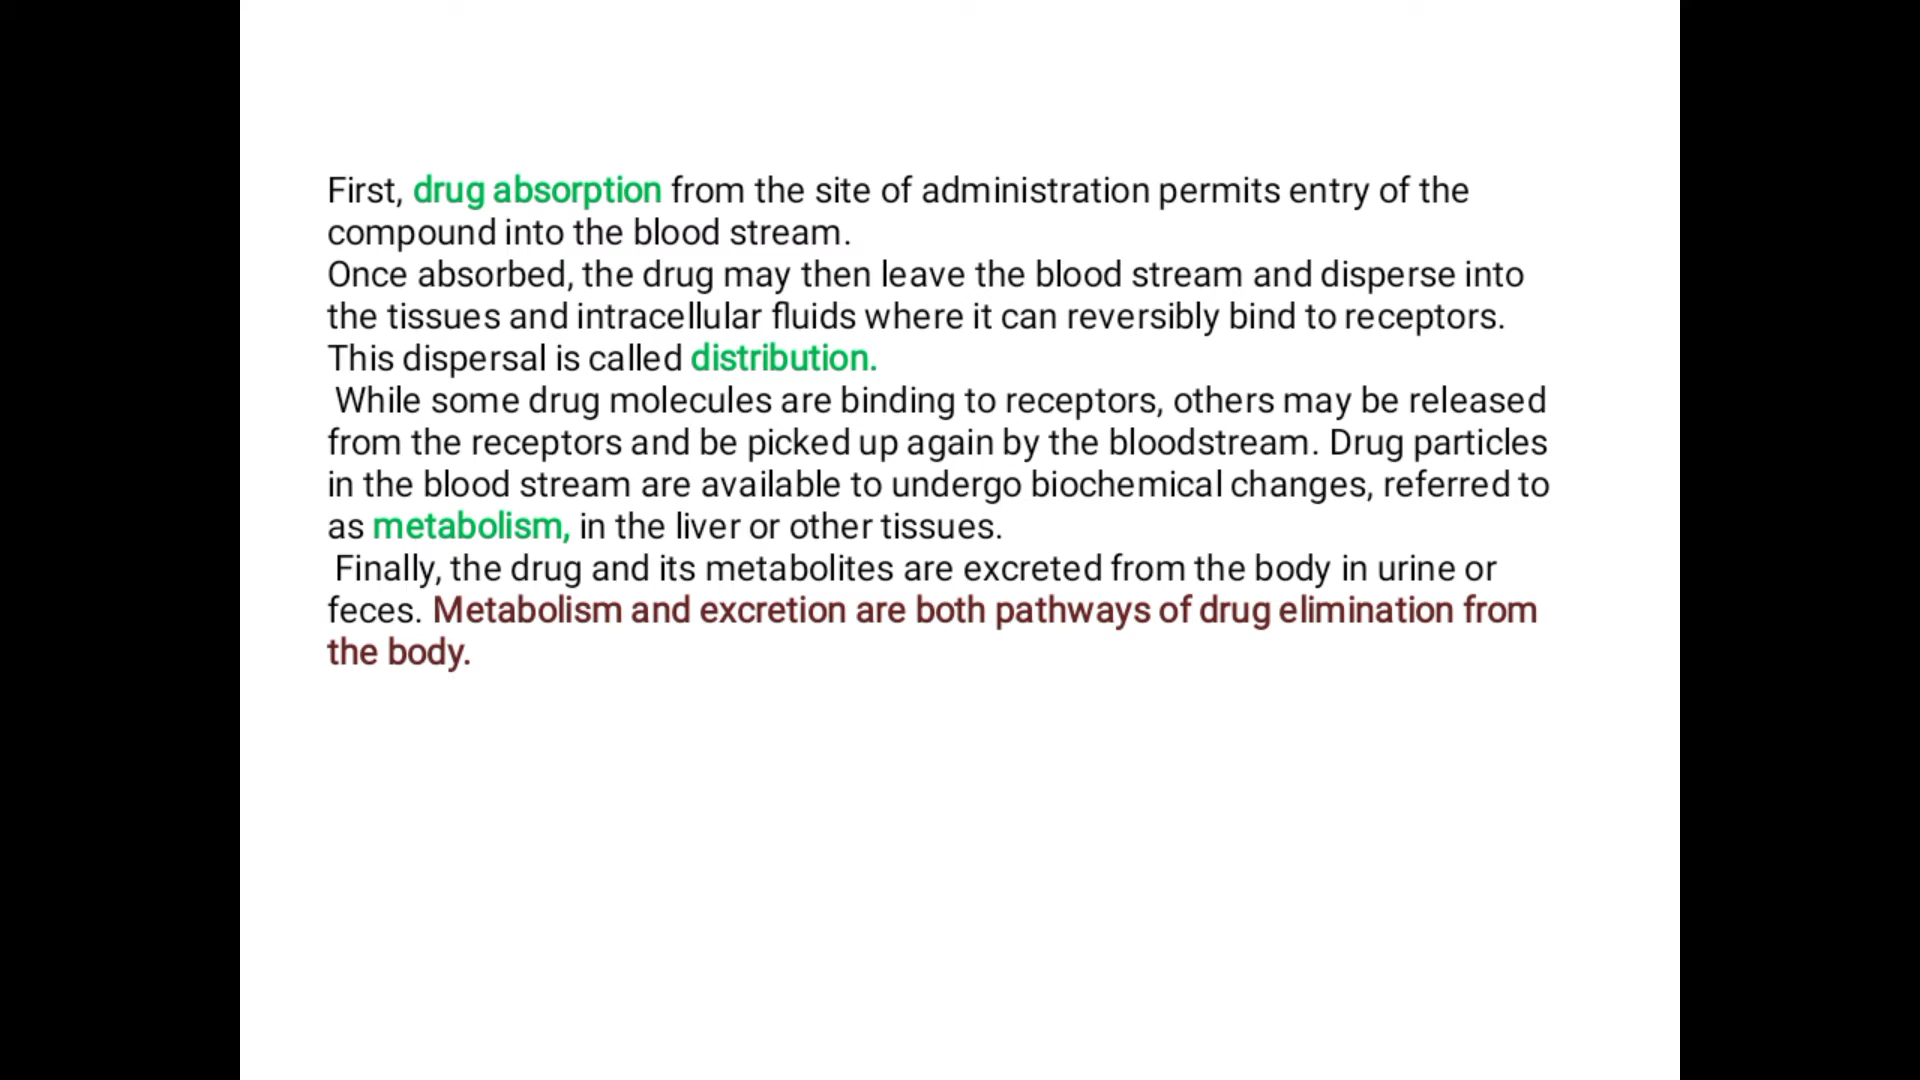 First, drug absorption from the site of administration permits entry of the
compound into the blood stream.
Once absorbed, the drug may then leave the blood stream and disperse into
the tissues and intracellular fluids where it can reversibly bind to receptors.
This dispersal is called distribution.
While some drug molecules are binding to receptors, others may be released
from the receptors and be picked up again by the bloodstream. Drug particles
in the blood stream are available to undergo biochemical changes, referred to
as metabolism, in the liver or other tissues.
Finally, the drug and its metabolites are excreted from the body in urine or
feces. Metabolism and excretion are both pathways of drug elimination from
the body.